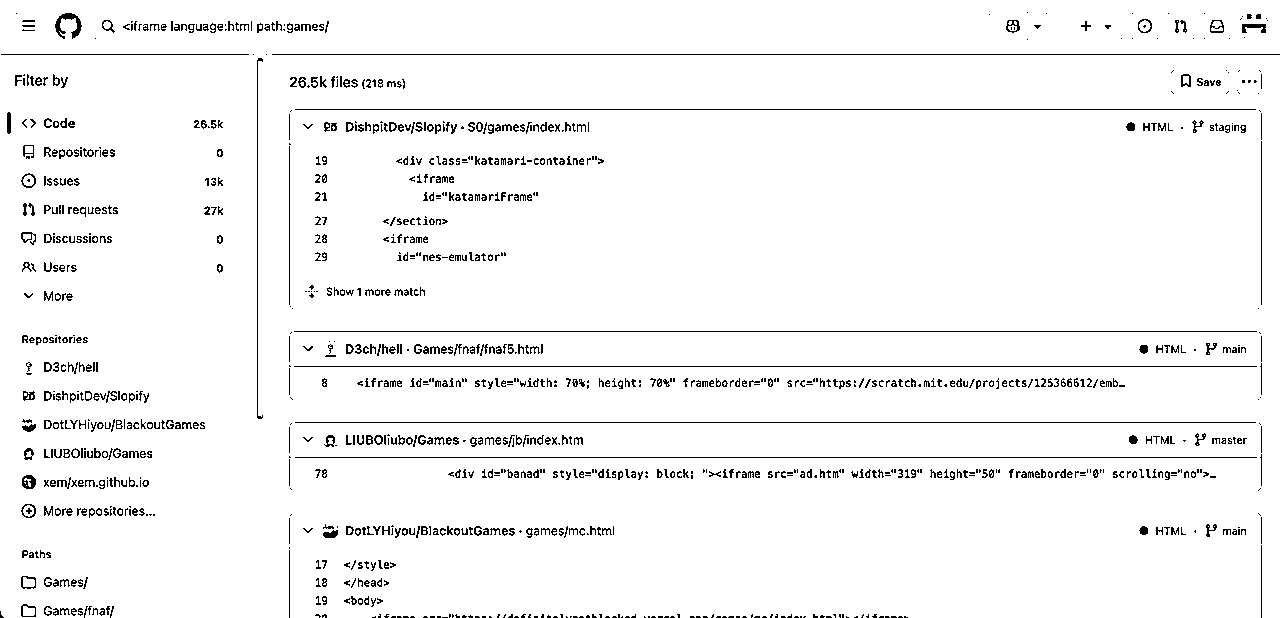 <iframe language:html path:games/
Filter by
Code 26.5k
Repositories 0
Issues 13k
Pull requests 27k
Discussions 0
Users 0
More
Repositories
D3ch/hell
DishpitDev/Slopify
DotLYHiyou/BlackoutGames
LIUBOliubo/Games
xem/xem.github.io
More repositories...
Paths
Games/
Games/fnaf/
26.5k files (218 ms)
Save
DishpitDev/Slopify · S0/games/index.html HTML · staging
19 <div class="katamari-container">
20 <iframe
21 id="katamariFrame"
27 </section>
28 <iframe
29 id="nes-emulator"
Show 1 more match
D3ch/hell · Games/fnaf/fnaf5.html HTML · main
8 <iframe id="main" style="width: 70%; height: 70%" frameborder="0" src="https://scratch.mit.edu/projects/125366612/emb…
LIUBOliubo/Games · games/jb/index.htm HTML · master
78 <div id="banad" style="display: block; "><iframe src="ad.htm" width="319" height="50" frameborder="0" scrolling="no">…
DotLYHiyou/BlackoutGames · games/mc.html HTML · main
17 </style>
18 </head>
19 <body>
20